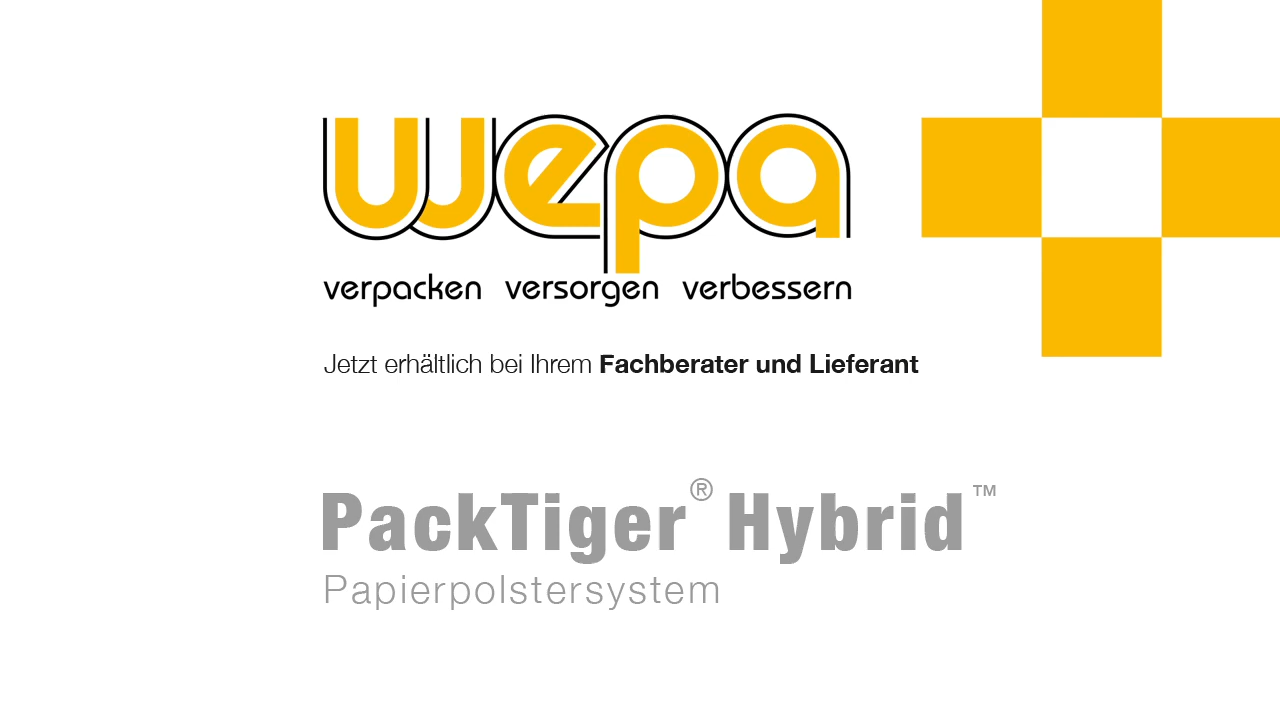 wepa
verpacken versorgen verbessern
Jetzt erhältlich bei Ihrem Fachberater und Lieferant
PackTiger® Hybrid™
Papierpolstersystem